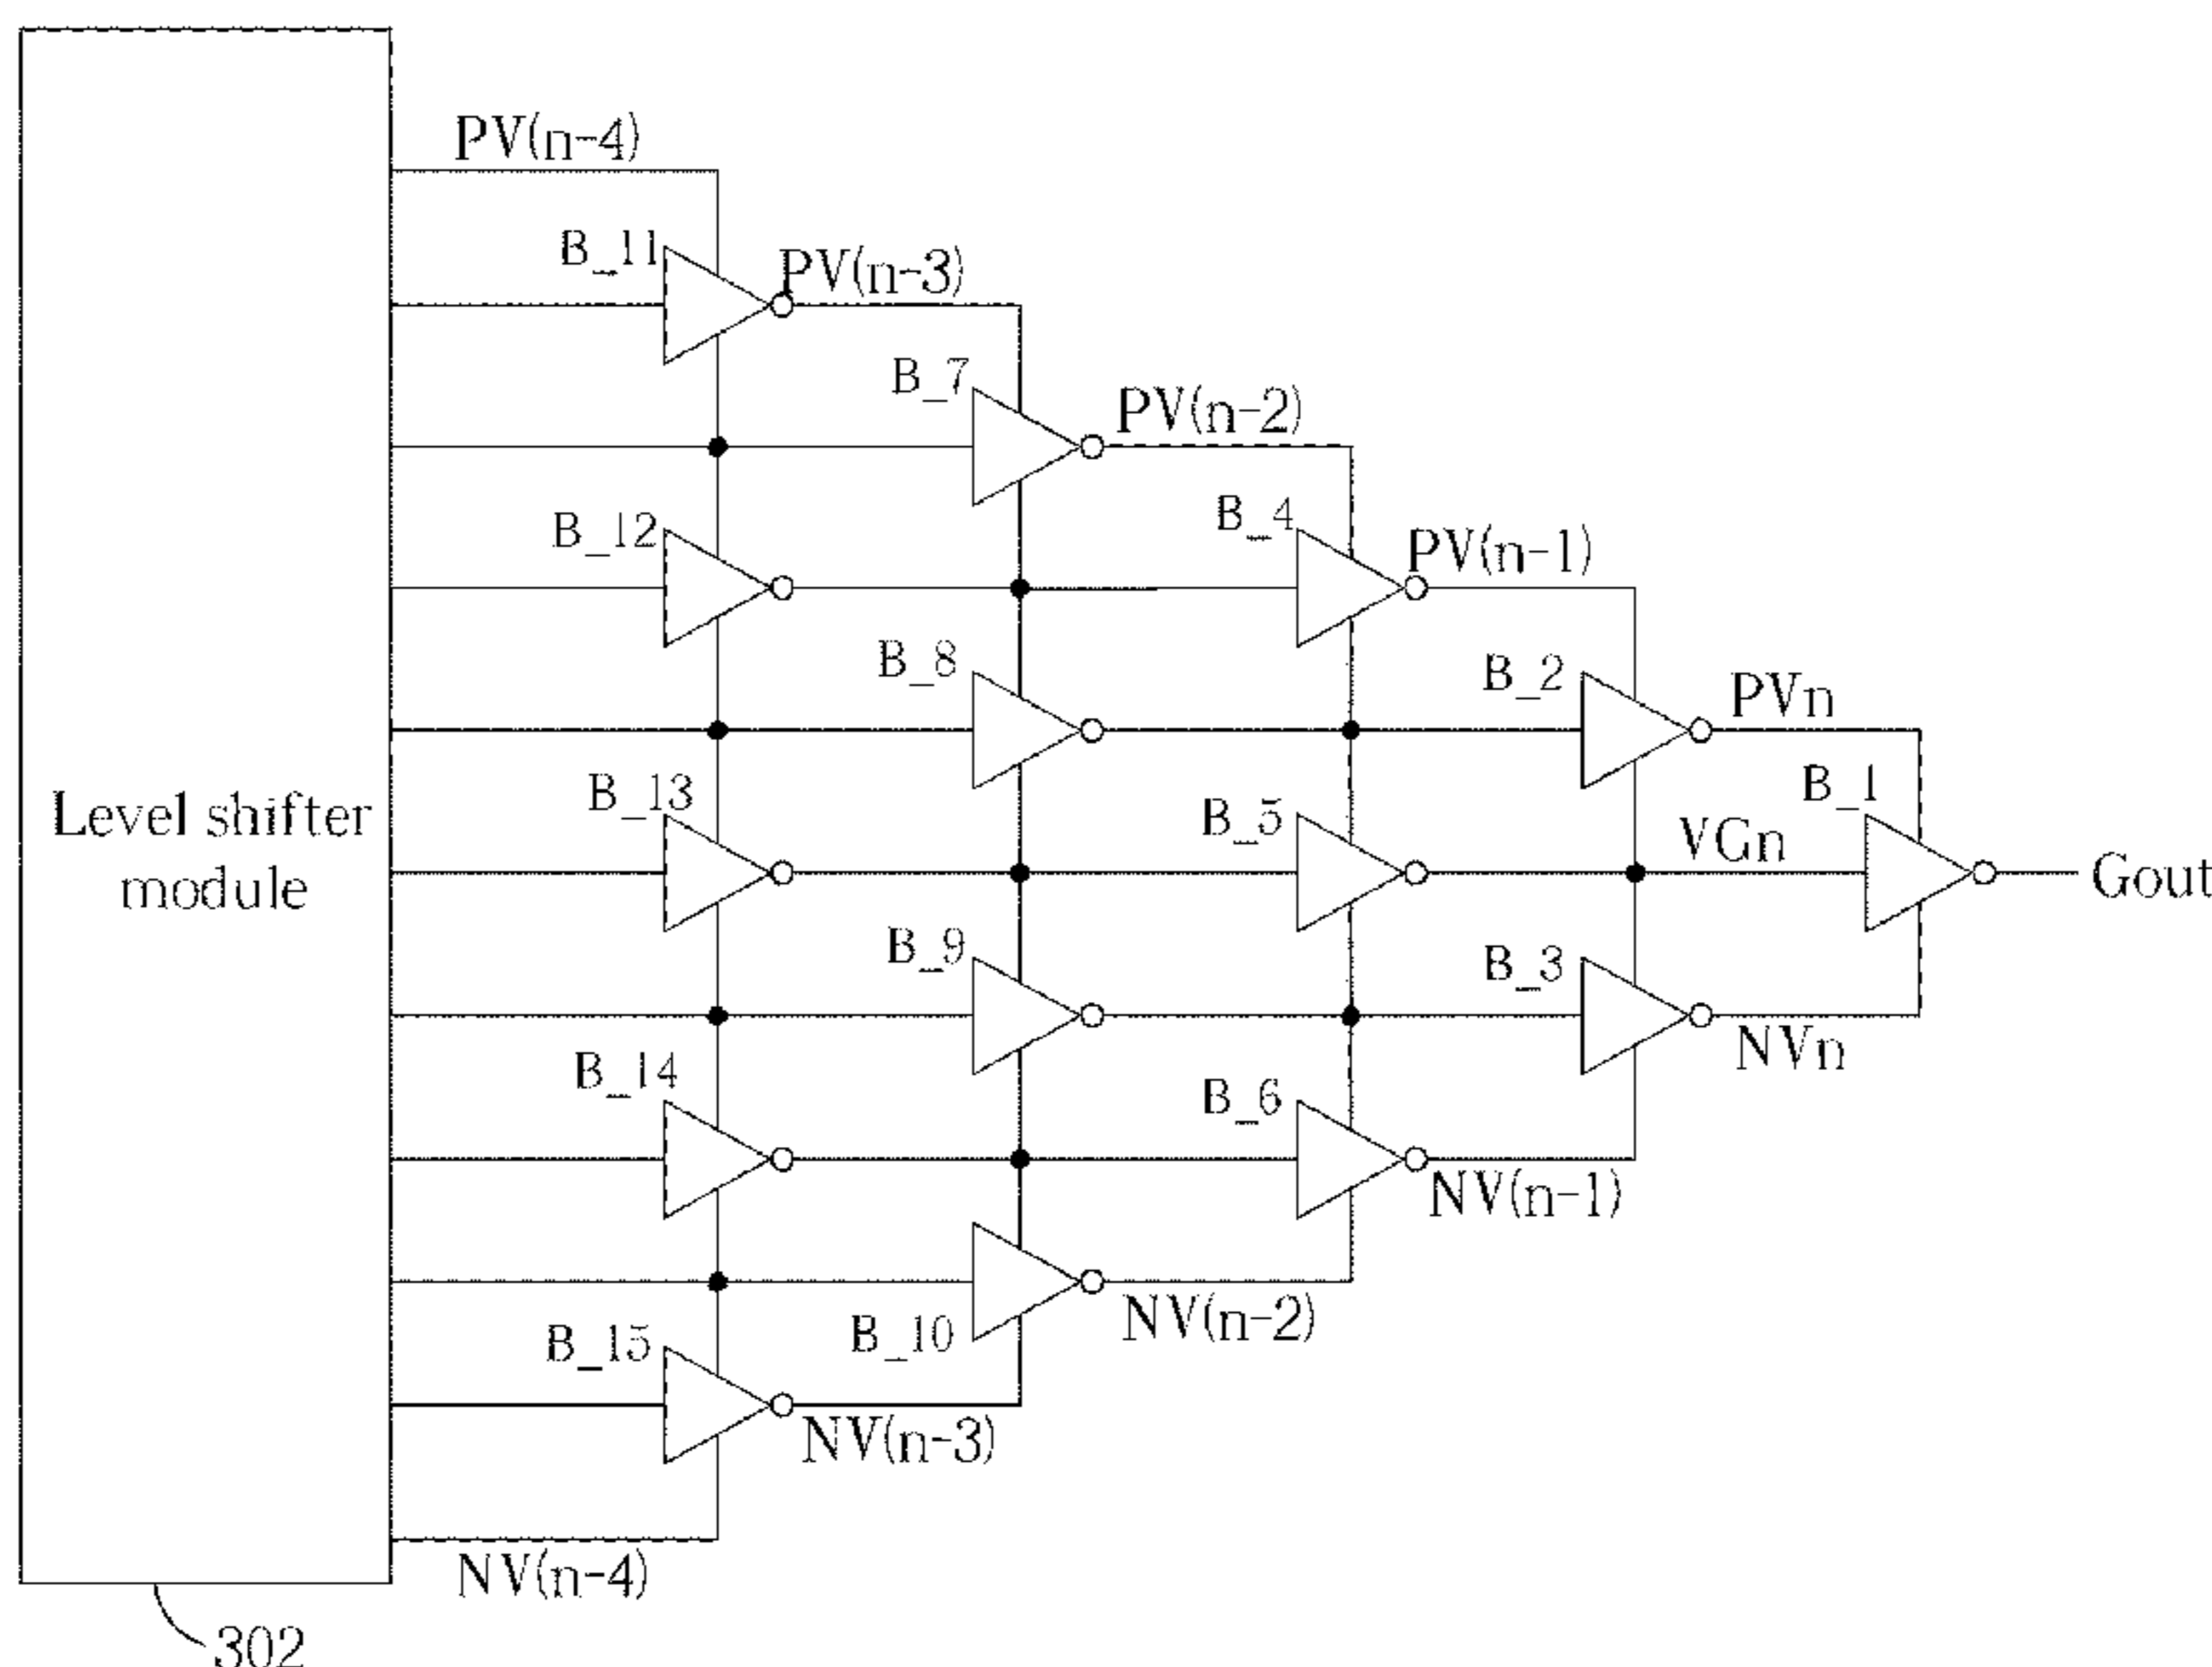 PV(n-4)
B_11
PV(n-3)
B_7
PV(n-2)
B_12
B_4
PV(n-1)
B_8
B_2
PVn
B_13
B_5
B_1
Level shifter
module
VGn
Gout
B_9
B_3
NVn
B_14
B_6
NV(n-1)
B_15
B_10
NV(n-2)
NV(n-3)
NV(n-4)
302